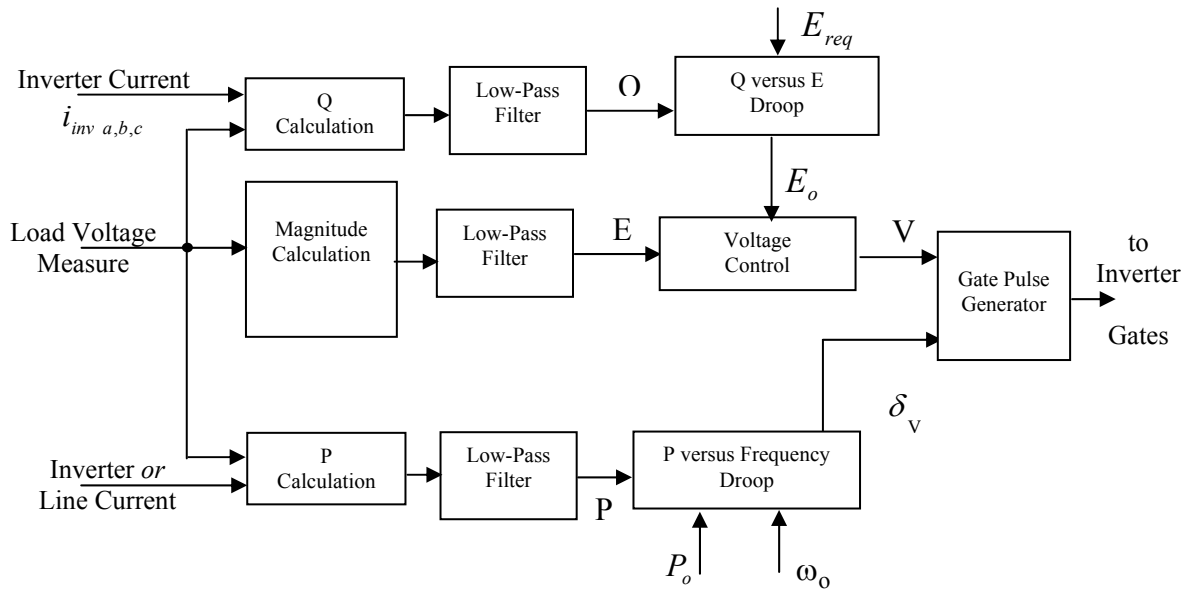 E_req
Inverter Current
i_inv a,b,c
Q
Calculation
Low-Pass
Filter
Q
Q versus E
Droop
E_o
Load Voltage
Measure
Magnitude
Calculation
Low-Pass
Filter
E
Voltage
Control
V
Gate Pulse
Generator
to
Inverter
Gates
δ_V
Inverter or
Line Current
P
Calculation
Low-Pass
Filter
P
P versus Frequency
Droop
P_o
ω_o